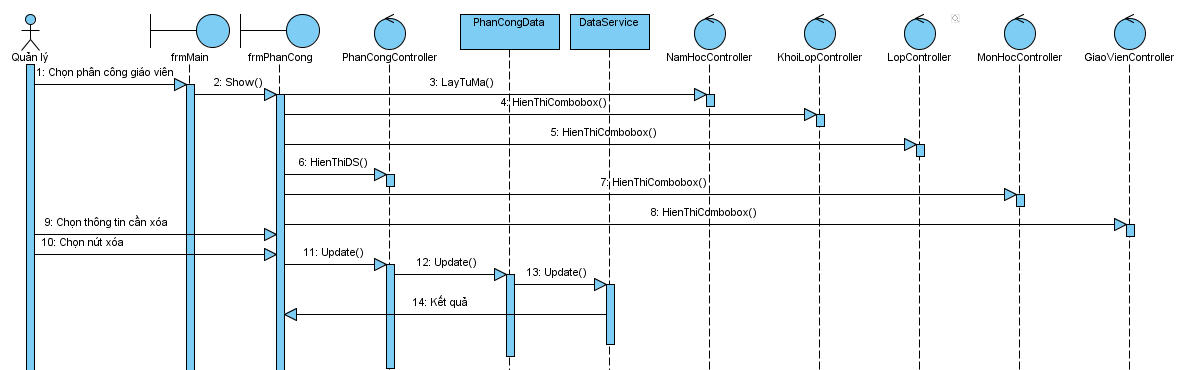 PhanCongData
DataService
Quản lý
frmMain
frmPhanCong
PhanCongController
NamHocController
KhoiLopController
LopController
MonHocController
GiaoVienController
1: Chọn phân công giáo viên
2: Show()
3: LayTuMa()
4: HienThiCombobox()
5: HienThiCombobox()
6: HienThiDS()
7: HienThiCombobox()
8: HienThiCombobox()
9: Chọn thông tin cần xóa
10: Chọn nút xóa
11: Update()
12: Update()
13: Update()
14: Kết quả